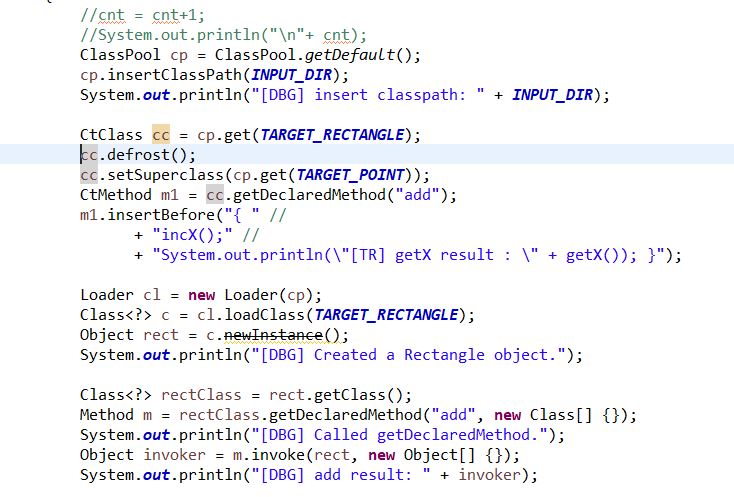 //cnt = cnt+1;
//System.out.println("\n"+ cnt);
ClassPool cp = ClassPool.getDefault();
cp.insertClassPath(INPUT_DIR);
System.out.println("[DBG] insert classpath: " + INPUT_DIR);
CtClass cc = cp.get(TARGET_RECTANGLE);
cc.defrost();
cc.setSuperclass(cp.get(TARGET_POINT));
CtMethod m1 = cc.getDeclaredMethod("add");
m1.insertBefore("{ " //
+ "incX();" //
+ "System.out.println(\"[TR] getX result : \" + getX()); }");
Loader cl = new Loader(cp);
Class<?> c = cl.loadClass(TARGET_RECTANGLE);
Object rect = c.newInstance();
System.out.println("[DBG] Created a Rectangle object.");
Class<?> rectClass = rect.getClass();
Method m = rectClass.getDeclaredMethod("add", new Class[] {});
System.out.println("[DBG] Called getDeclaredMethod.");
Object invoker = m.invoke(rect, new Object[] {});
System.out.println("[DBG] add result: " + invoker);